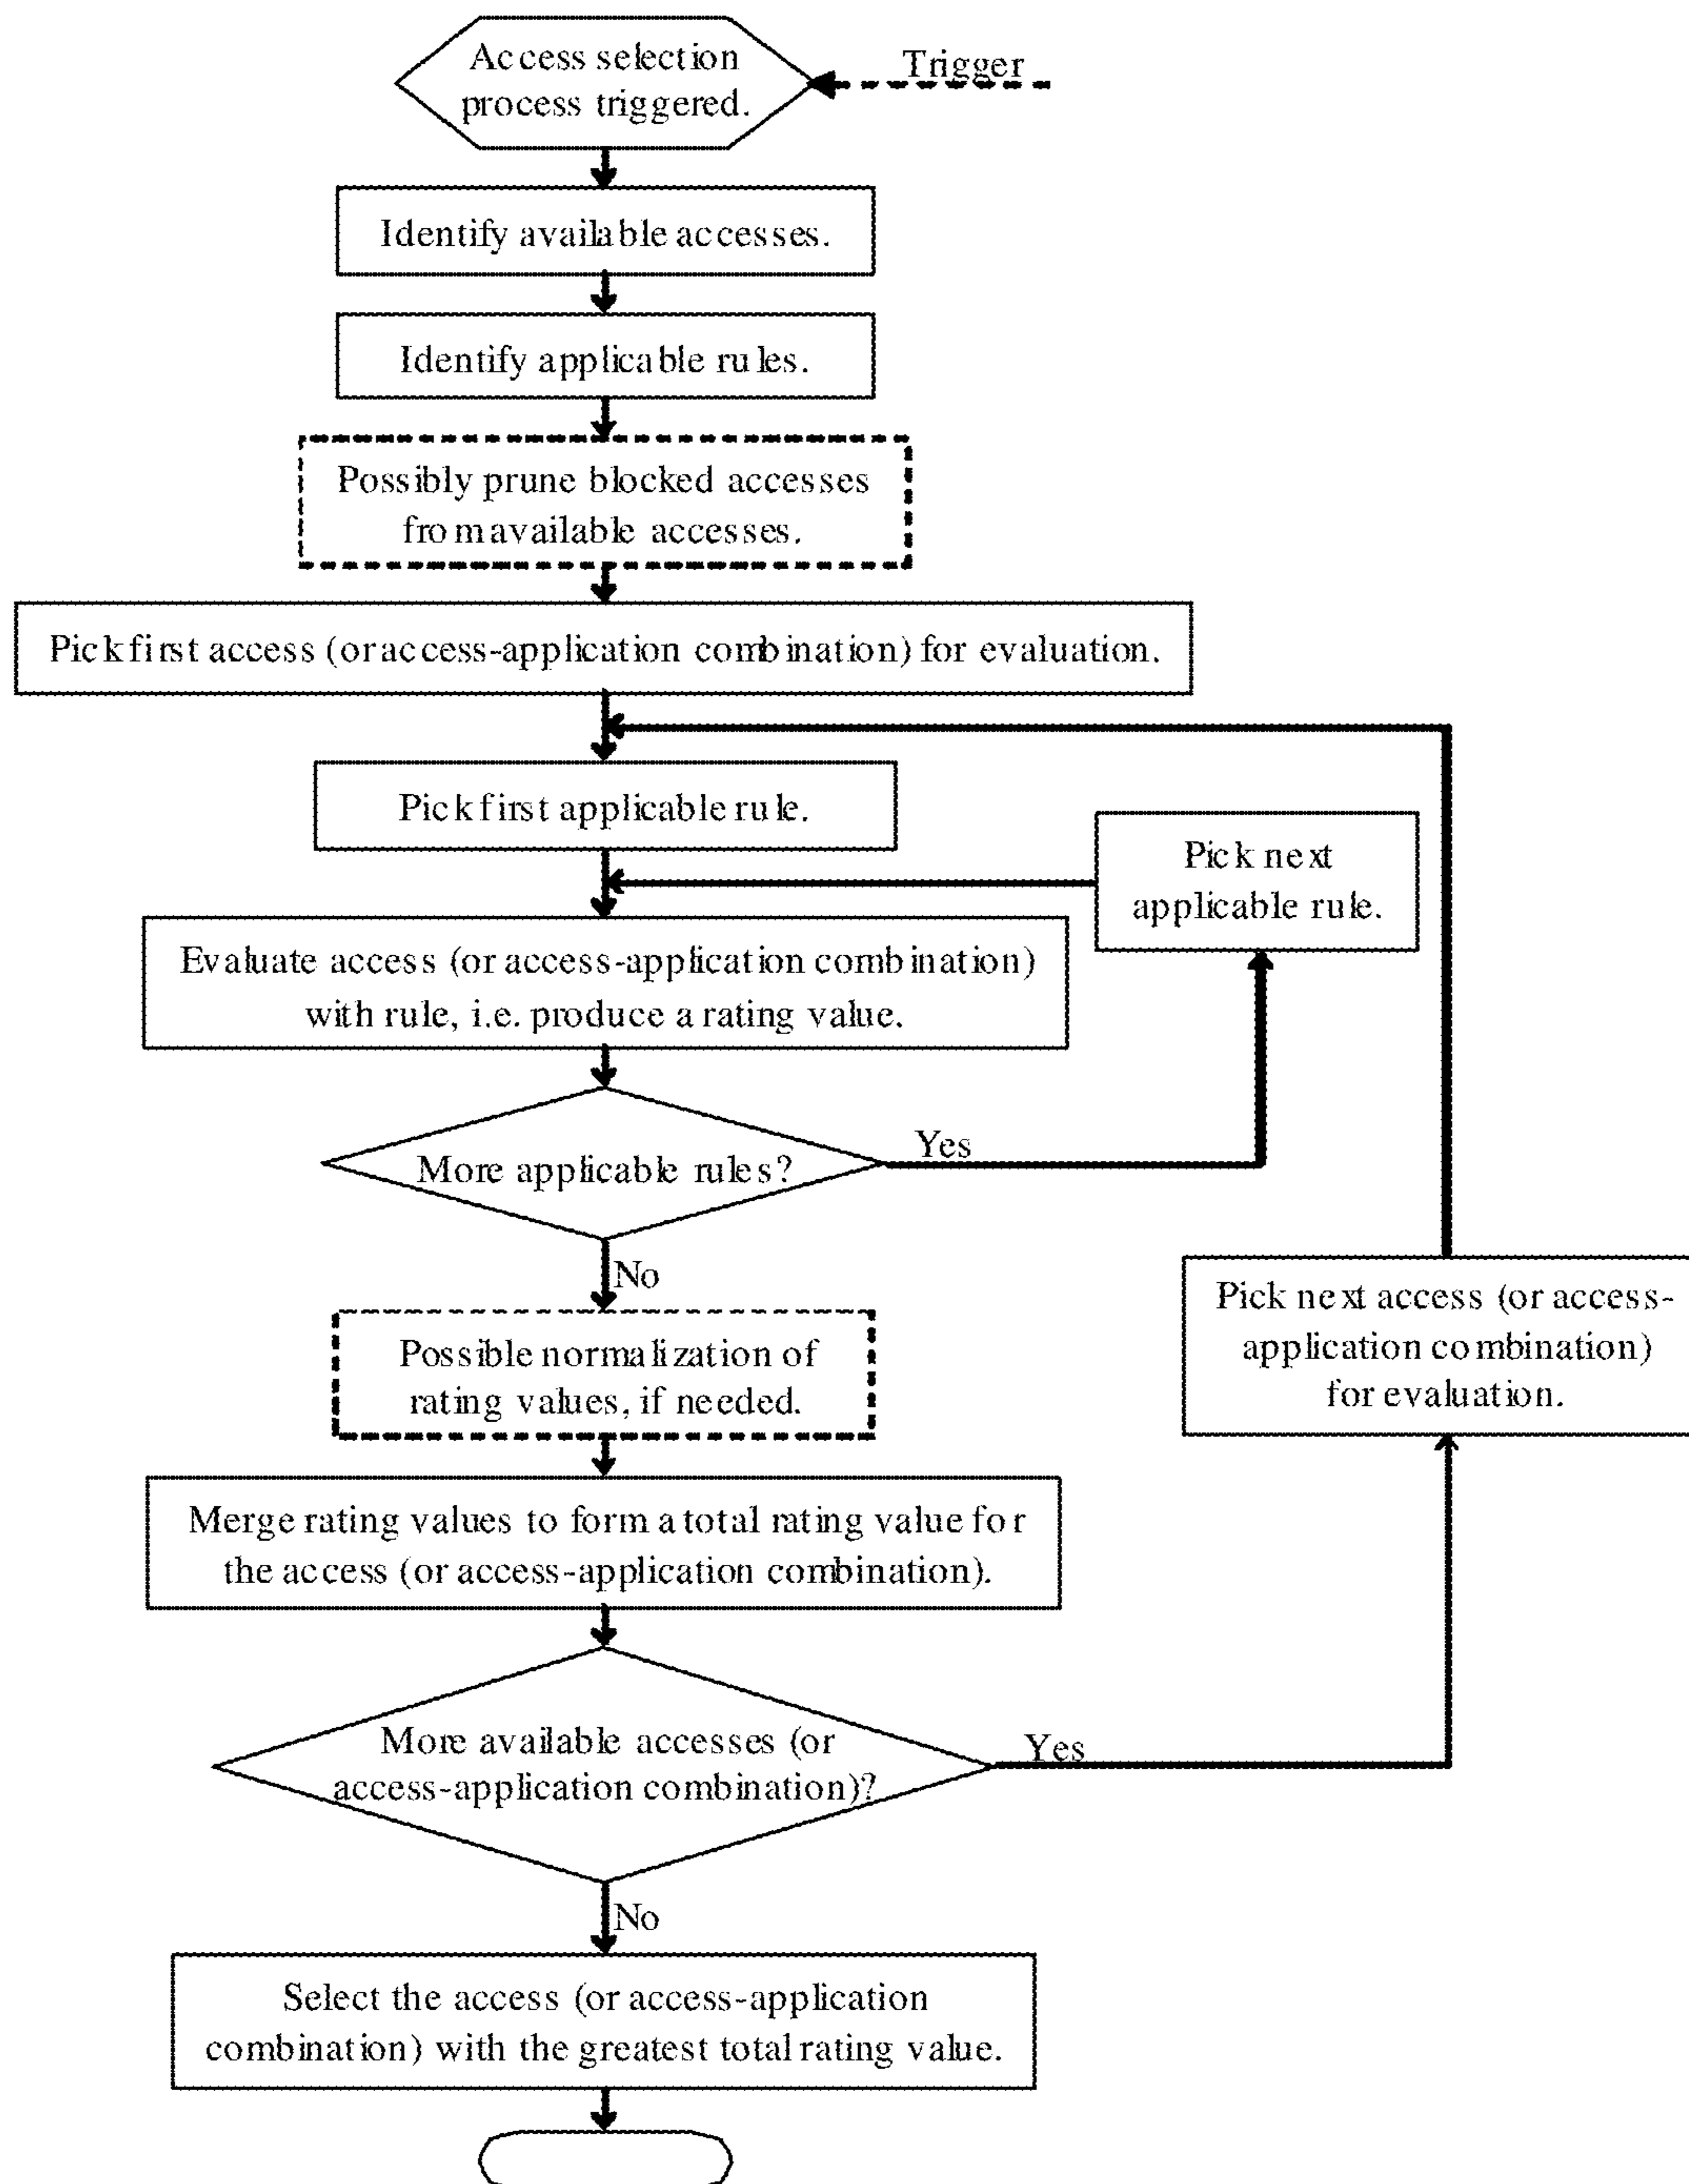 Access selection
process triggered.
Trigger
Identify available accesses.
Identify applicable rules.
Possibly prune blocked accesses
from available accesses.
Pick first access (or access-application combination) for evaluation.
Pick first applicable rule.
Pick next
applicable rule.
Evaluate access (or access-application combination)
with rule, i.e. produce a rating value.
More applicable rules?
Yes
No
Pick next access (or access-
application combination)
for evaluation.
Possible normalization of
rating values, if needed.
Merge rating values to form a total rating value for
the access (or access-application combination).
More available accesses (or
access-application combination)?
Yes
No
Select the access (or access-application
combination) with the greatest total rating value.